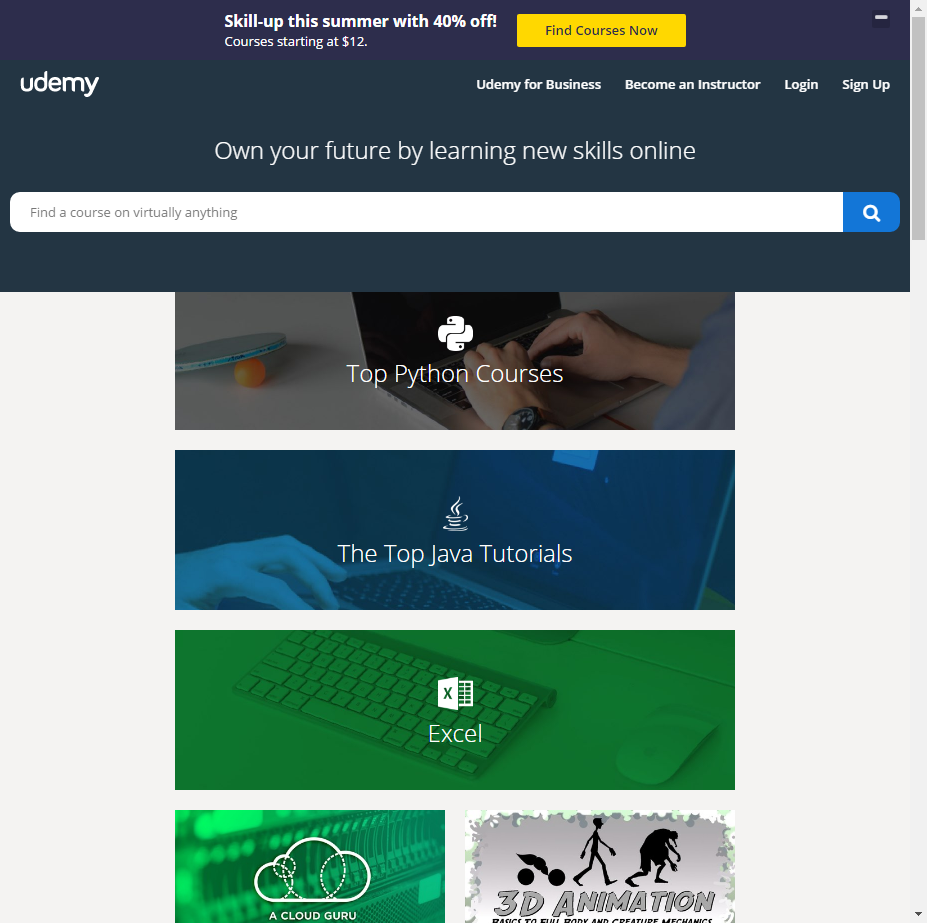 Skill-up this summer with 40% off!
Courses starting at $12.
Find Courses Now
udemy
Udemy for Business
Become an Instructor
Login
Sign Up
Own your future by learning new skills online
Find a course on virtually anything
Top Python Courses
The Top Java Tutorials
X
Excel
A CLOUD GURU
3D ANIMATION
BASICS TO FULL BODY AND CREATURE MECHANICS